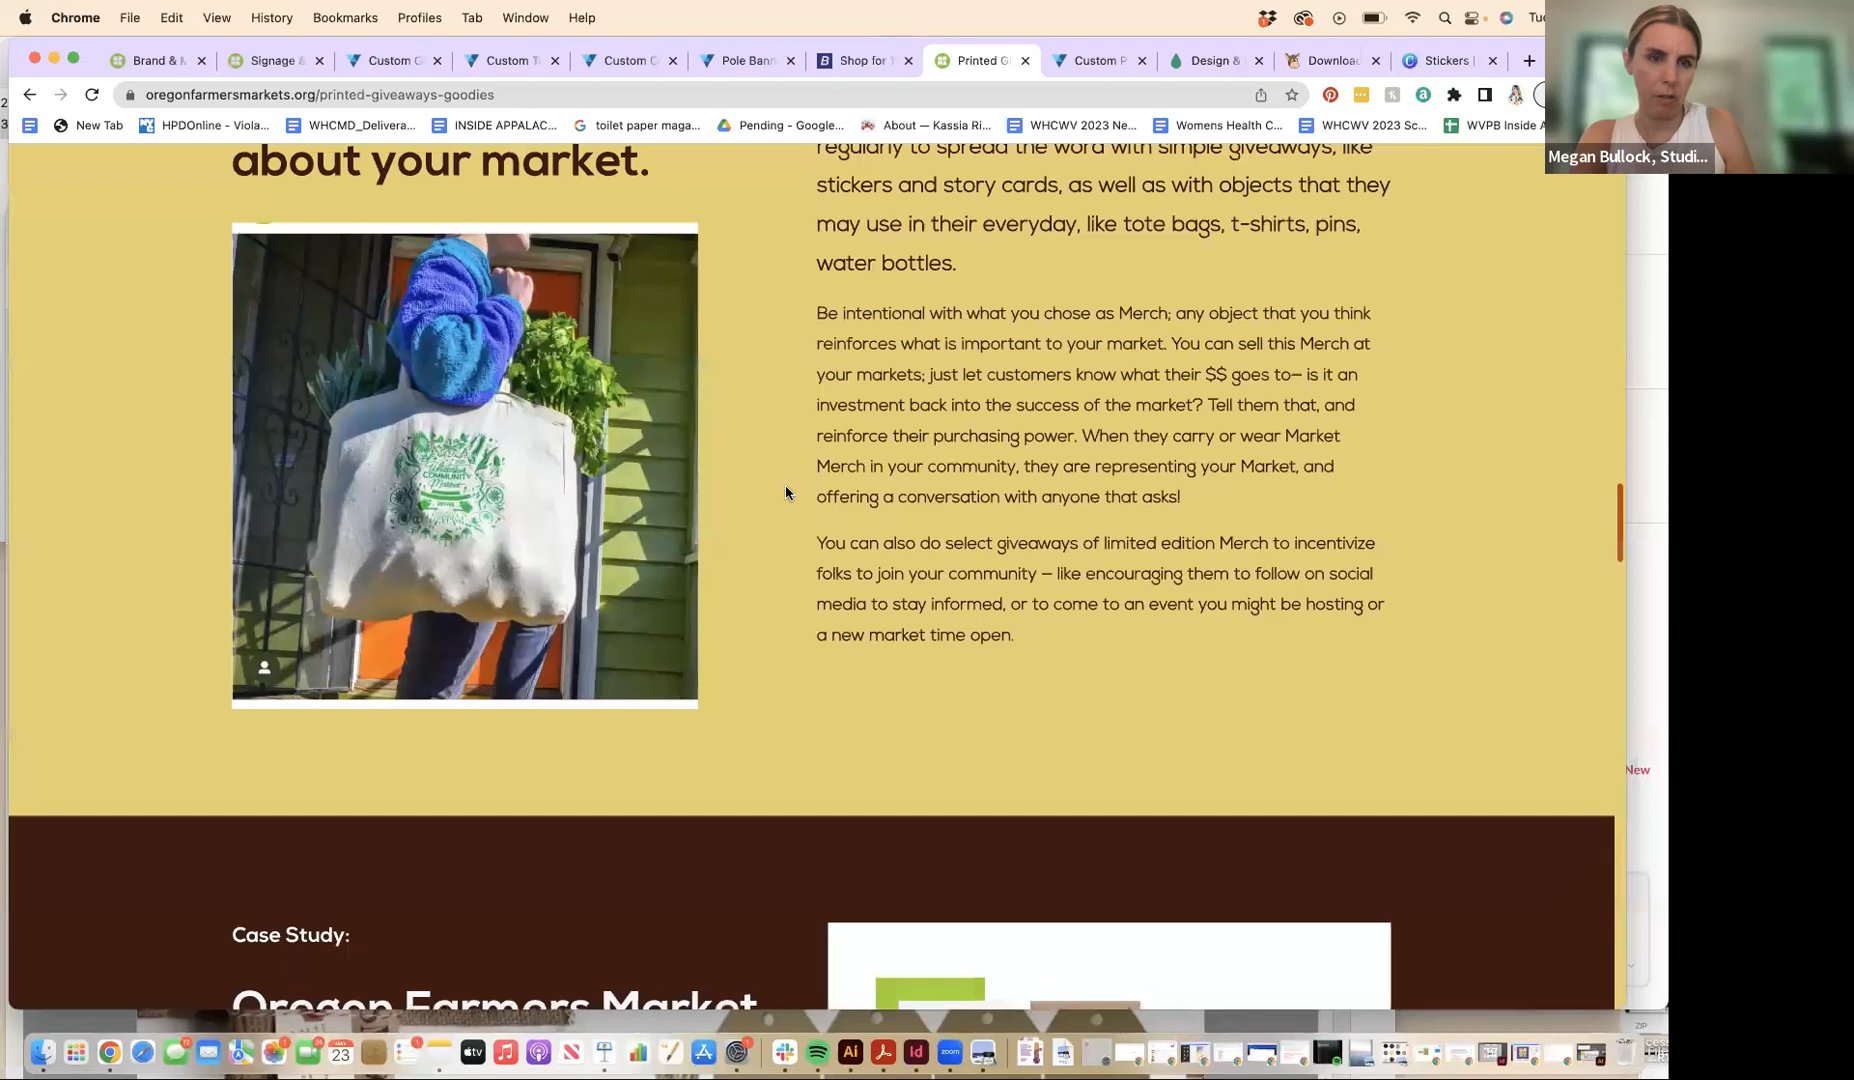 Chrome File Edit View History Bookmarks Profiles Tab Window Help
Tue
Brand & M
Signage &
Custom C
Custom T
Custom C
Pole Bann
Shop for
Printed G
Custom P
Design &
Download
Stickers |
oregonfarmersmarkets.org/printed-giveaways-goodies
New Tab
HPDOnline - Viola...
WHCMD_Delivera...
INSIDE APPALAC...
toilet paper maga...
Pending - Google...
About — Kassia Ri...
WHCWV 2023 Ne...
Womens Health C...
WHCWV 2023 Sc...
WVPB Inside A
Megan Bullock, Studi...
about your market.
regularly to spread the word with simple giveaways, like
stickers and story cards, as well as with objects that they
may use in their everyday, like tote bags, t-shirts, pins,
water bottles.
Be intentional with what you chose as Merch; any object that you think
reinforces what is important to your market. You can sell this Merch at
your markets; just let customers know what their $$ goes to— is it an
investment back into the success of the market? Tell them that, and
reinforce their purchasing power. When they carry or wear Market
Merch in your community, they are representing your Market, and
offering a conversation with anyone that asks!
You can also do select giveaways of limited edition Merch to incentivize
folks to join your community — like encouraging them to follow on social
media to stay informed, or to come to an event you might be hosting or
a new market time open.
COMMUNITY
Market
New
Case Study:
Oregon Farmers Market
23
tv
Ai
Id
zoom
ZIP